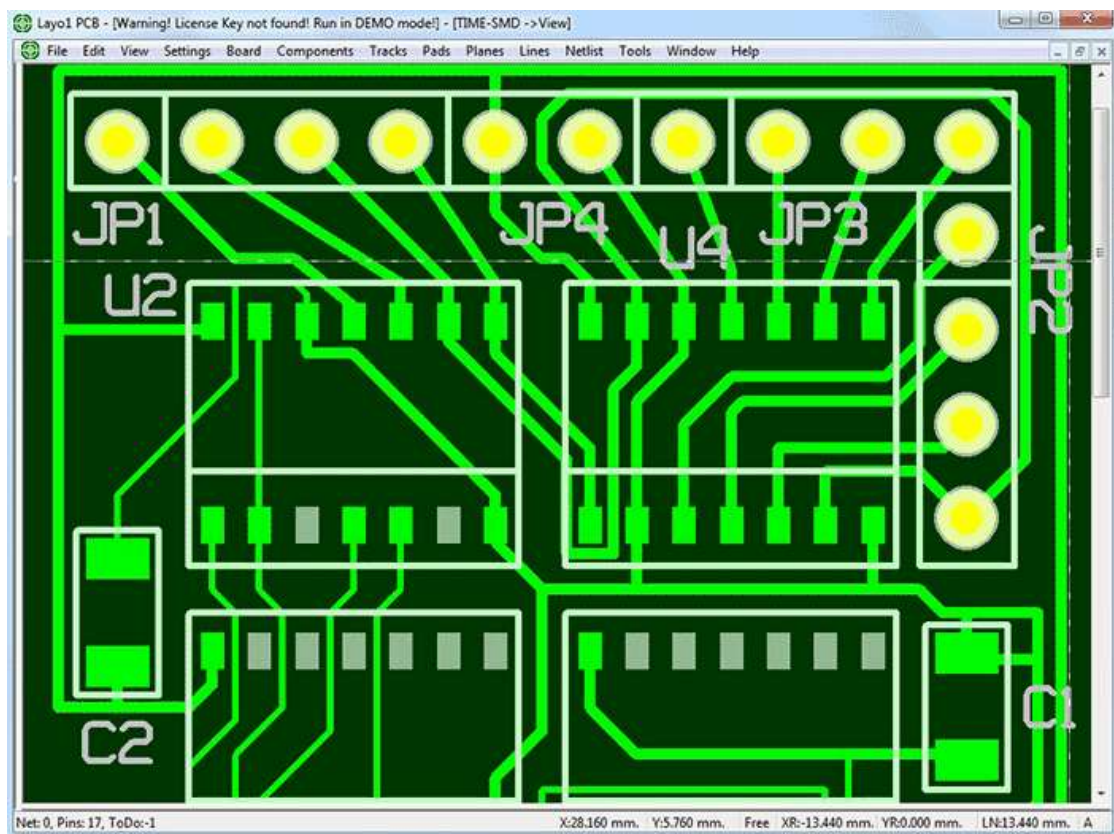 Layo1 PCB - [Warning! License Key not found! Run in DEMO mode!] - [TIME-SMD ->View]
File Edit View Settings Board Components Tracks Pads Planes Lines Netlist Tools Window Help
JP1 JP4 U4 JP3 JP2
U2
C2 C1
Net: 0, Pins: 17, ToDo:-1 X:28.160 mm. Y:5.760 mm. Free XR:-13.440 mm. YR:0.000 mm. LN:13.440 mm. A